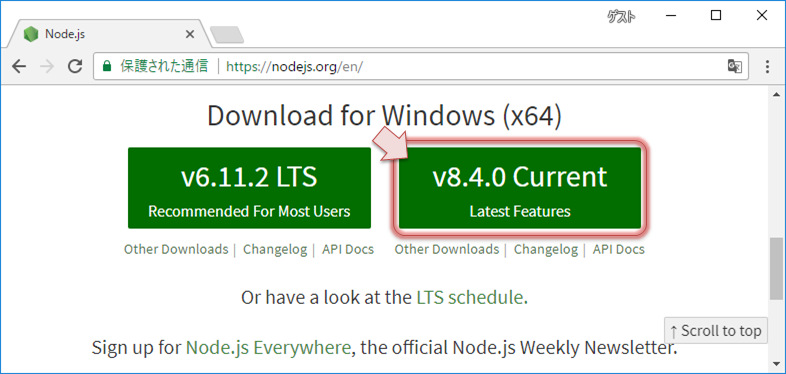 ゲスト
Node.js
保護された通信 | https://nodejs.org/en/
Download for Windows (x64)
v6.11.2 LTS
Recommended For Most Users
v8.4.0 Current
Latest Features
Other Downloads | Changelog | API Docs
Other Downloads | Changelog | API Docs
Or have a look at the LTS schedule.
↑ Scroll to top
Sign up for Node.js Everywhere, the official Node.js Weekly Newsletter.